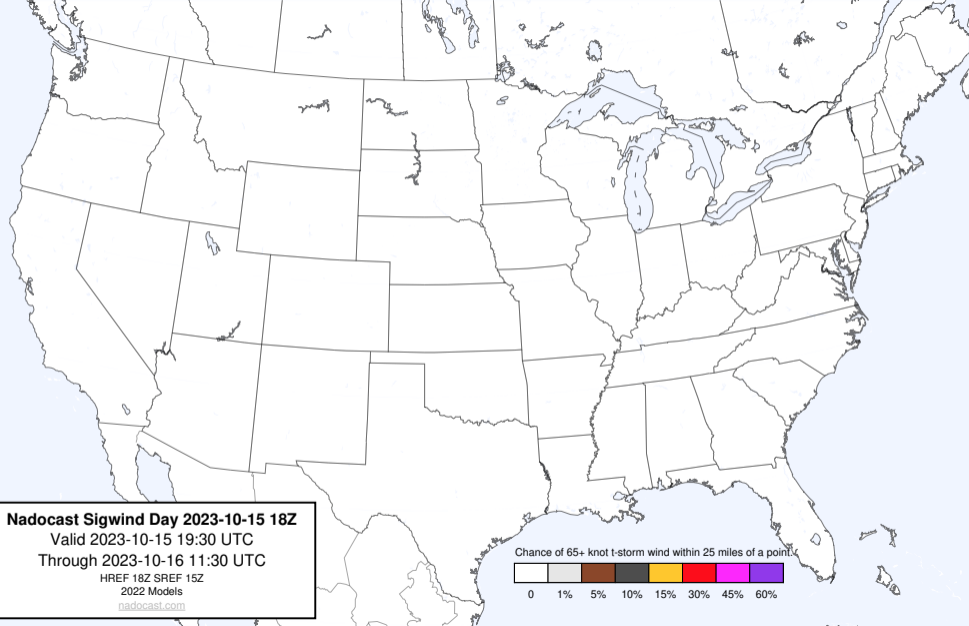 Nadocast Sigwind Day 2023-10-15 18Z
Valid 2023-10-15 19:30 UTC
Through 2023-10-16 11:30 UTC
HREF 18Z SREF 15Z
2022 Models
nadocast.com
Chance of 65+ knot t-storm wind within 25 miles of a point.
0 1% 5% 10% 15% 30% 45% 60%